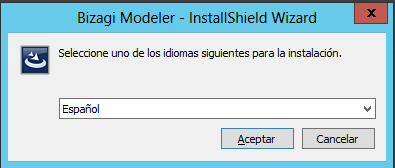 Bizagi Modeler - InstallShield Wizard
Seleccione uno de los idiomas siguientes para la instalación.
Español
Aceptar Cancelar